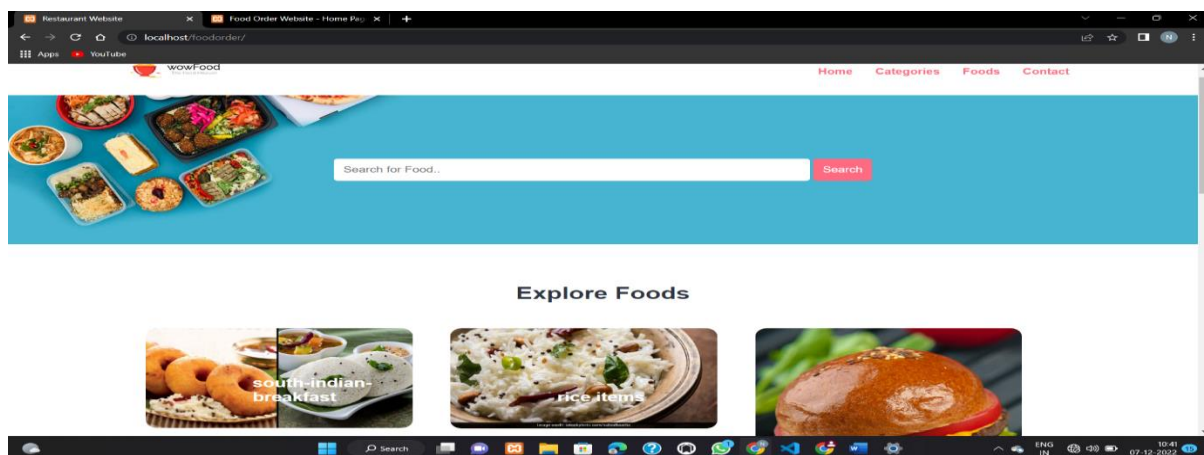 Restaurant Website
Food Order Website - Home Pag
localhost/foodorder/
N
Apps
YouTube
wowFood
Home
Categories
Foods
Contact
Search for Food..
Search
Explore Foods
south-indian-
breakfast
rice items
Search
ENG
IN
10:41
07-12-2022